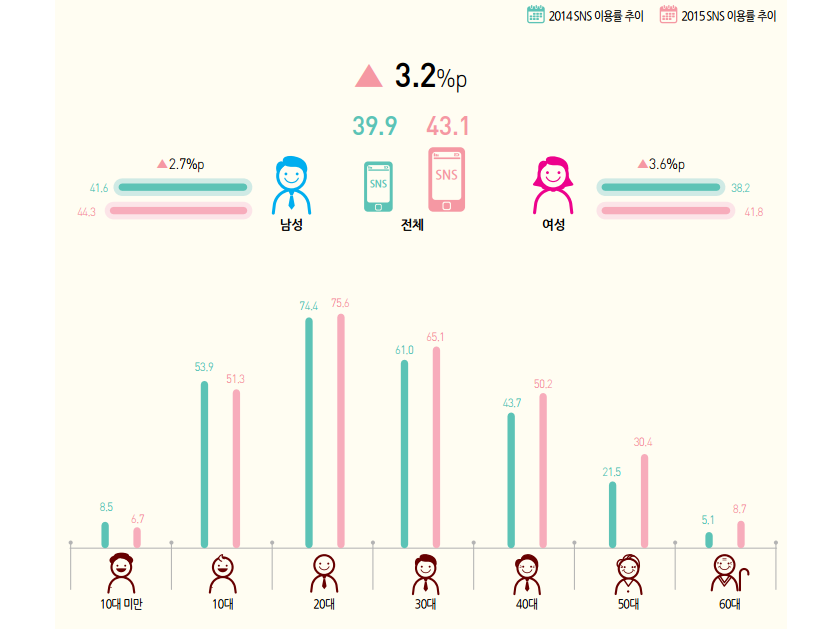 2014 SNS 이용률 추이 2015 SNS 이용률 추이
▲ 3.2%p
39.9 43.1
▲2.7%p
▲3.6%p
41.6
44.3
SNS
SNS
38.2
41.8
남성
전체
여성
74.4 75.6
61.0 65.1
53.9 51.3
43.7 50.2
21.5 30.4
8.5 6.7
5.1 8.7
10대 미만 10대 20대 30대 40대 50대 60대